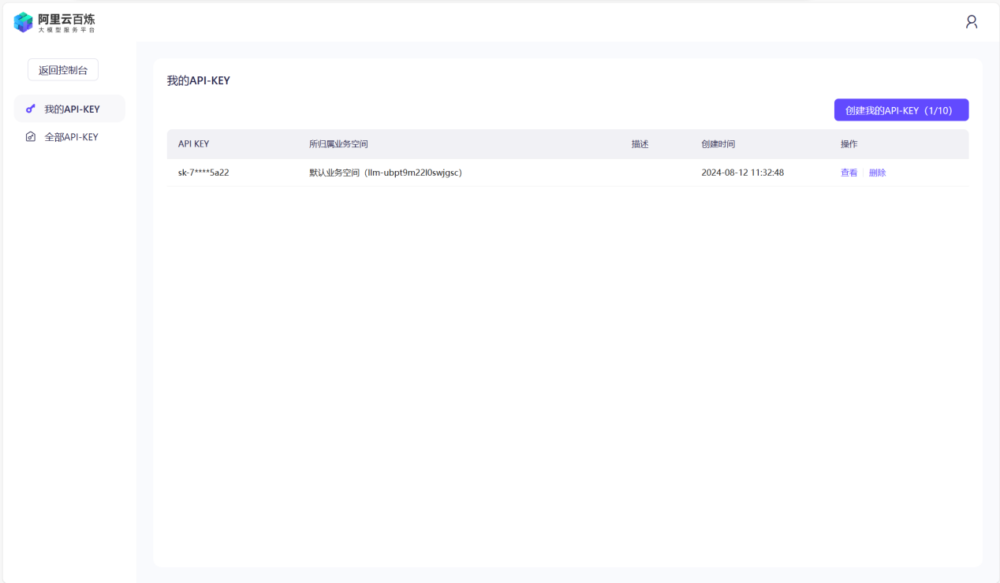 阿里云百炼
大模型服务平台
返回控制台
我的API-KEY
全部API-KEY
我的API-KEY
创建我的API-KEY（1/10）
API KEY 所归属业务空间 描述 创建时间 操作
sk-7****5a22 默认业务空间（llm-ubpt9m22l0swjgsc） 2024-08-12 11:32:48 查看 删除